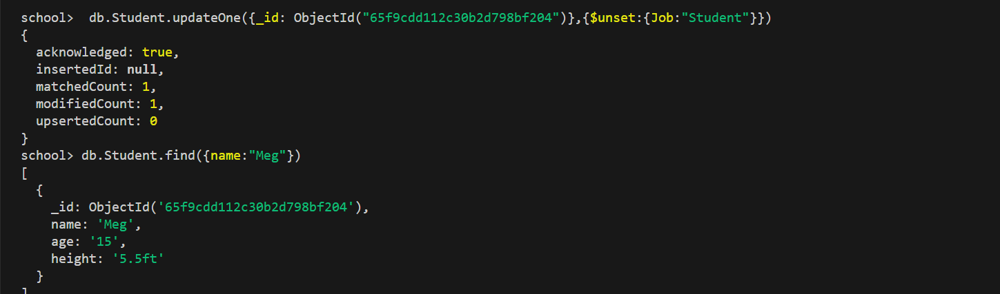 school>  db.Student.updateOne({_id: ObjectId("65f9cdd112c30b2d798bf204")},{$unset:{Job:"Student"}})
{
  acknowledged: true,
  insertedId: null,
  matchedCount: 1,
  modifiedCount: 1,
  upsertedCount: 0
}
school> db.Student.find({name:"Meg"})
[
  {
    _id: ObjectId('65f9cdd112c30b2d798bf204'),
    name: 'Meg',
    age: '15',
    height: '5.5ft'
  }
]